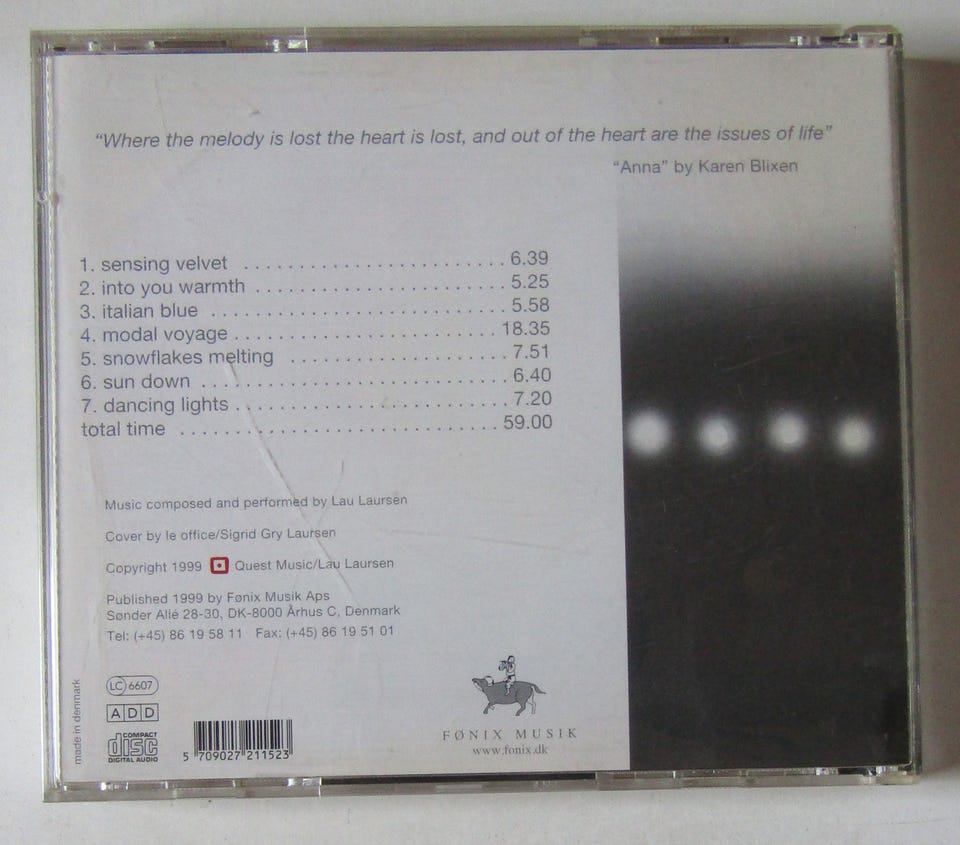 “Where the melody is lost the heart is lost, and out of the heart are the issues of life”
“Anna” by Karen Blixen
1. sensing velvet ........................ 6.39
2. into you warmth ..................... 5.25
3. italian blue ......................... 5.58
4. modal voyage ....................... 18.35
5. snowflakes melting .................. 7.51
6. sun down .......................... 6.40
7. dancing lights ....................... 7.20
total time ........................... 59.00
Music composed and performed by Lau Laursen
Cover by le office/Sigrid Gry Laursen
Copyright 1999 Quest Music/Lau Laursen
Published 1999 by Fønix Musik Aps
Sønder Allé 28-30, DK-8000 Århus C, Denmark
Tel: (+45) 86 19 58 11 Fax: (+45) 86 19 51 01
made in denmark
LC 6607
ADD
COMPACT
disc
DIGITAL AUDIO
5 709027 211523
FØNIX MUSIK
www.fonix.dk